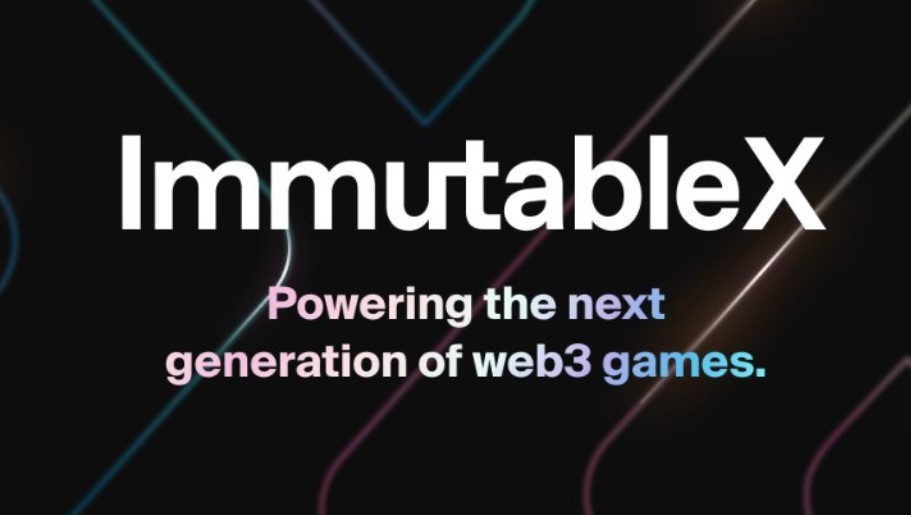 ImmutableX
Powering the next
generation of web3 games.